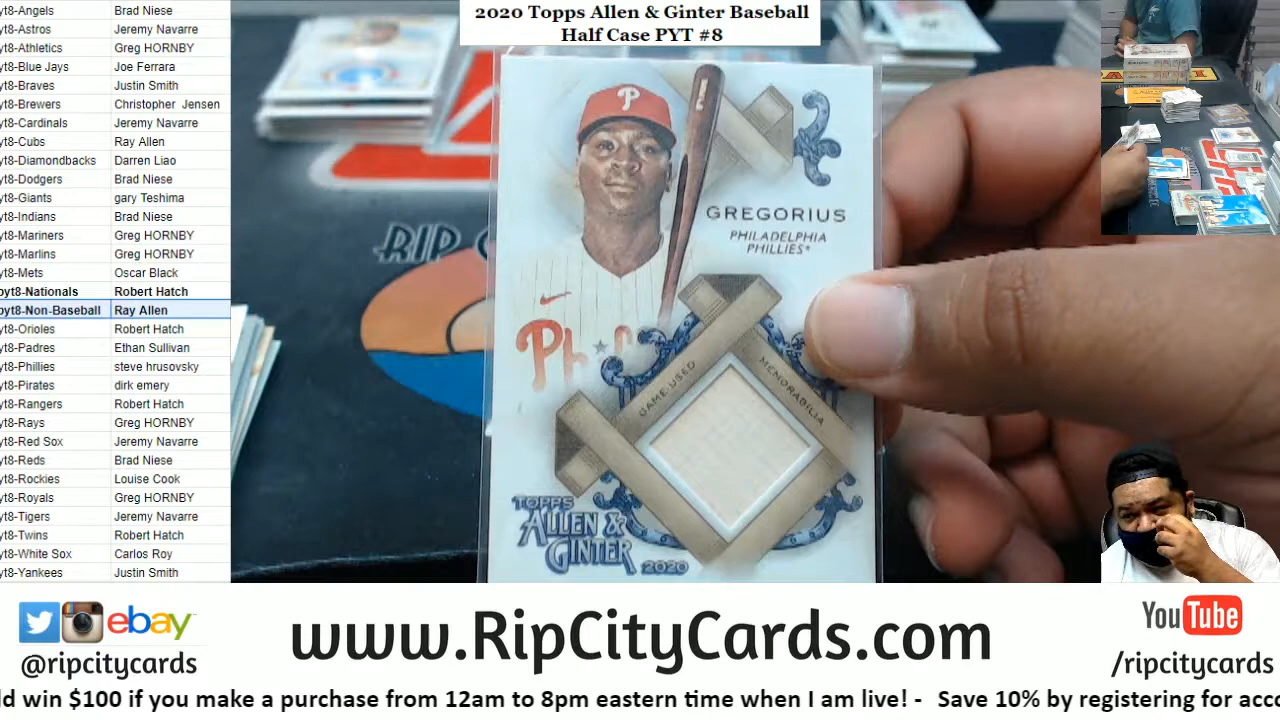 2020 Topps Allen & Ginter Baseball
Half Case PYT #8
yt8-Angels Brad Niese
yt8-Astros Jeremy Navarre
yt8-Athletics Greg HORNBY
yt8-Blue Jays Joe Ferrara
yt8-Braves Justin Smith
yt8-Brewers Christopher Jensen
yt8-Cardinals Jeremy Navarre
yt8-Cubs Ray Allen
yt8-Diamondbacks Darren Liao
yt8-Dodgers Brad Niese
yt8-Giants gary Teshima
yt8-Indians Brad Niese
yt8-Mariners Greg HORNBY
yt8-Marlins Greg HORNBY
yt8-Mets Oscar Black
pyt8-Nationals Robert Hatch
pyt8-Non-Baseball Ray Allen
yt8-Orioles Robert Hatch
yt8-Padres Ethan Sullivan
yt8-Phillies steve hrusovsky
yt8-Pirates dirk emery
yt8-Rangers Robert Hatch
yt8-Rays Greg HORNBY
yt8-Red Sox Jeremy Navarre
yt8-Reds Brad Niese
yt8-Rockies Louise Cook
yt8-Royals Greg HORNBY
yt8-Tigers Jeremy Navarre
yt8-Twins Robert Hatch
yt8-White Sox Carlos Roy
yt8-Yankees Justin Smith
P
GREGORIUS
PHILADELPHIA
PHILLIES*
GAME-USED MEMORABILIA
TOPPS
ALLEN &
GINTER
2020
RIP
ebay
@ripcitycards
www.RipCityCards.com
YouTube
/ripcitycards
ld win $100 if you make a purchase from 12am to 8pm eastern time when I am live! - Save 10% by registering for acco